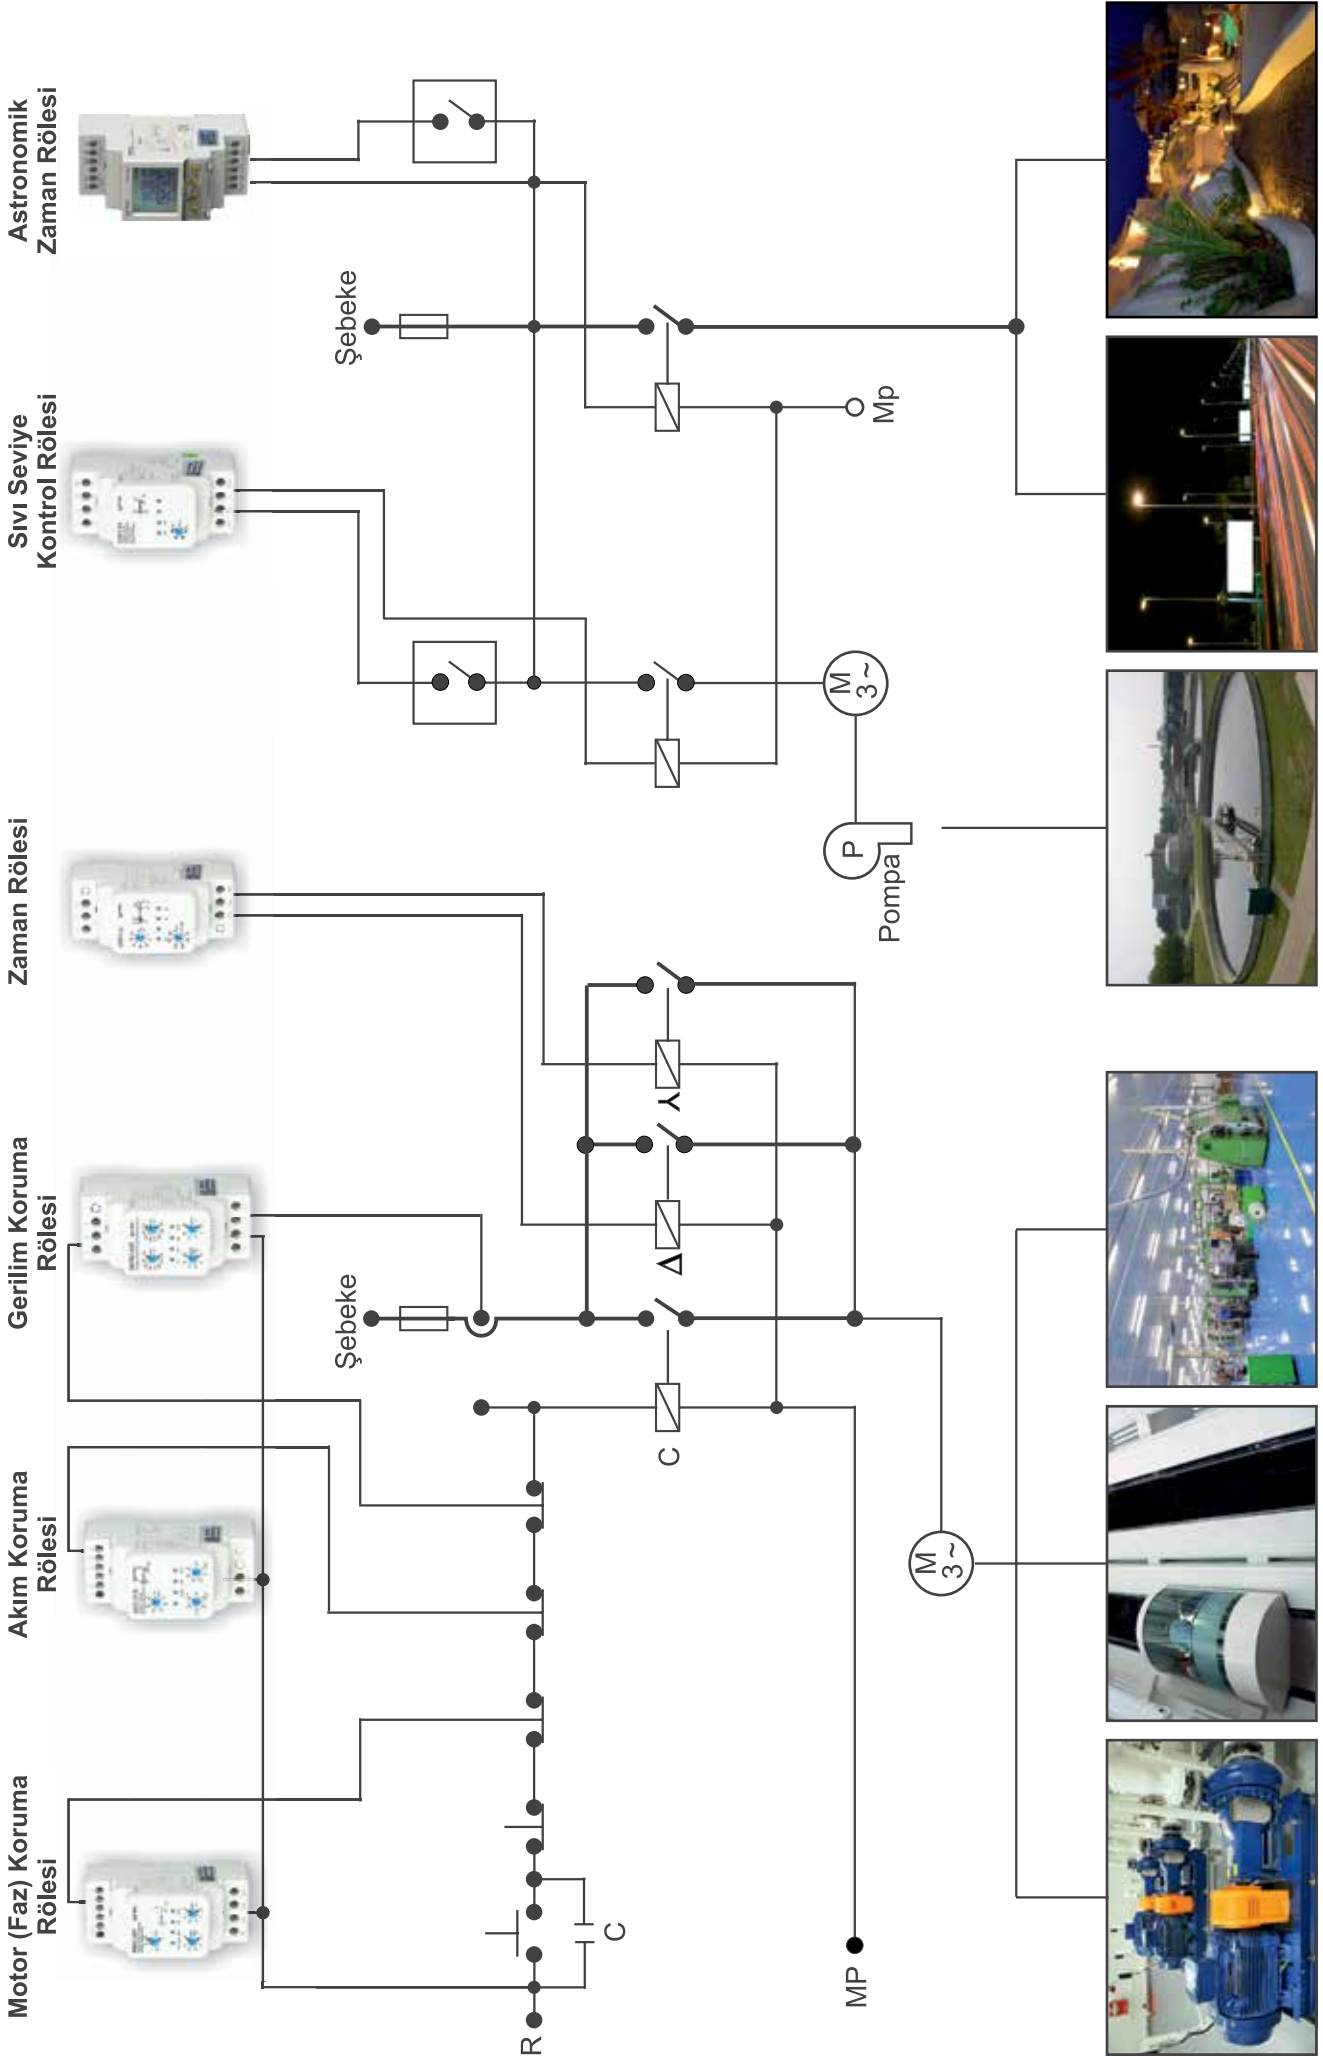 Motor (Faz) Koruma
Rölesi
Akım Koruma
Rölesi
Gerilim Koruma
Rölesi
Zaman Rölesi
Sıvı Seviye
Kontrol Rölesi
Astronomik
Zaman Rölesi
Şebeke
Şebeke
R
C
C
Δ
Y
MP
Mp
M
3~
M
3~
P
Pompa